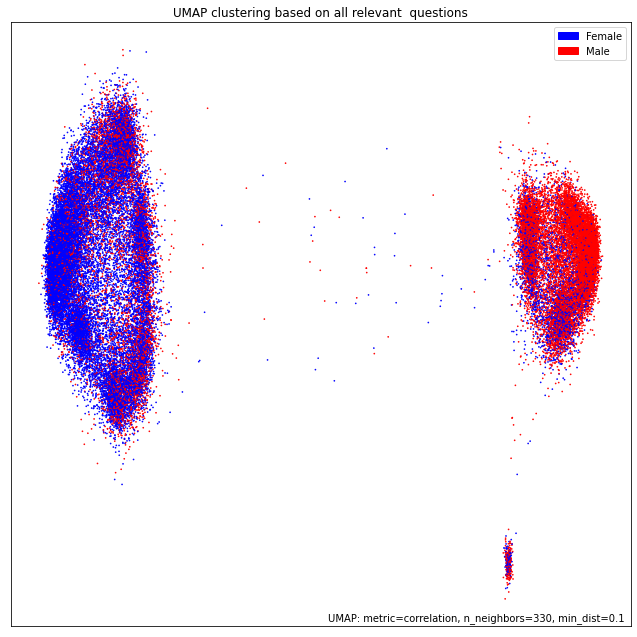 UMAP clustering based on all relevant  questions
Female
Male
UMAP: metric=correlation, n_neighbors=330, min_dist=0.1